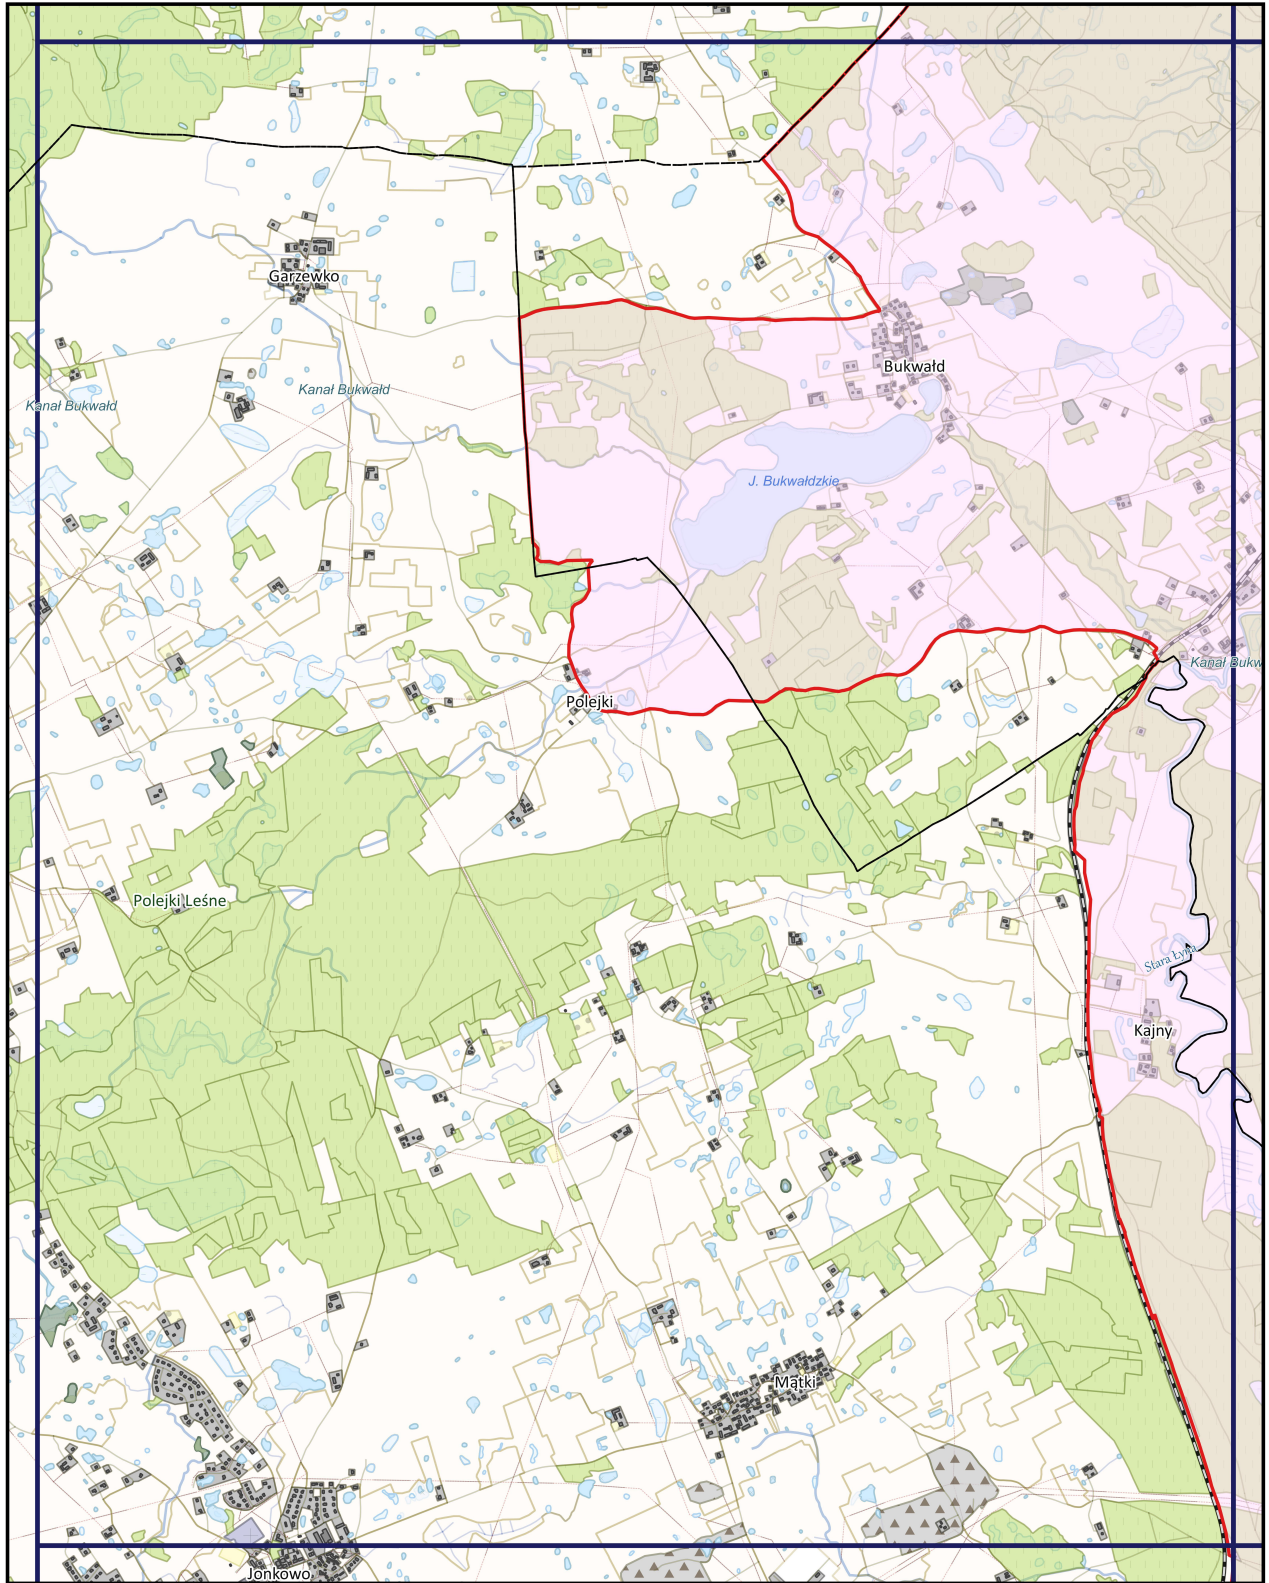 Garzewko
Bukwałd
Kanał Bukwałd
Kanał Bukwałd
J. Bukwałdzkie
Kanał Bukw
Polejki
Polejki Leśne
Stara Łyna
Kajny
Mątki
Jonkowo